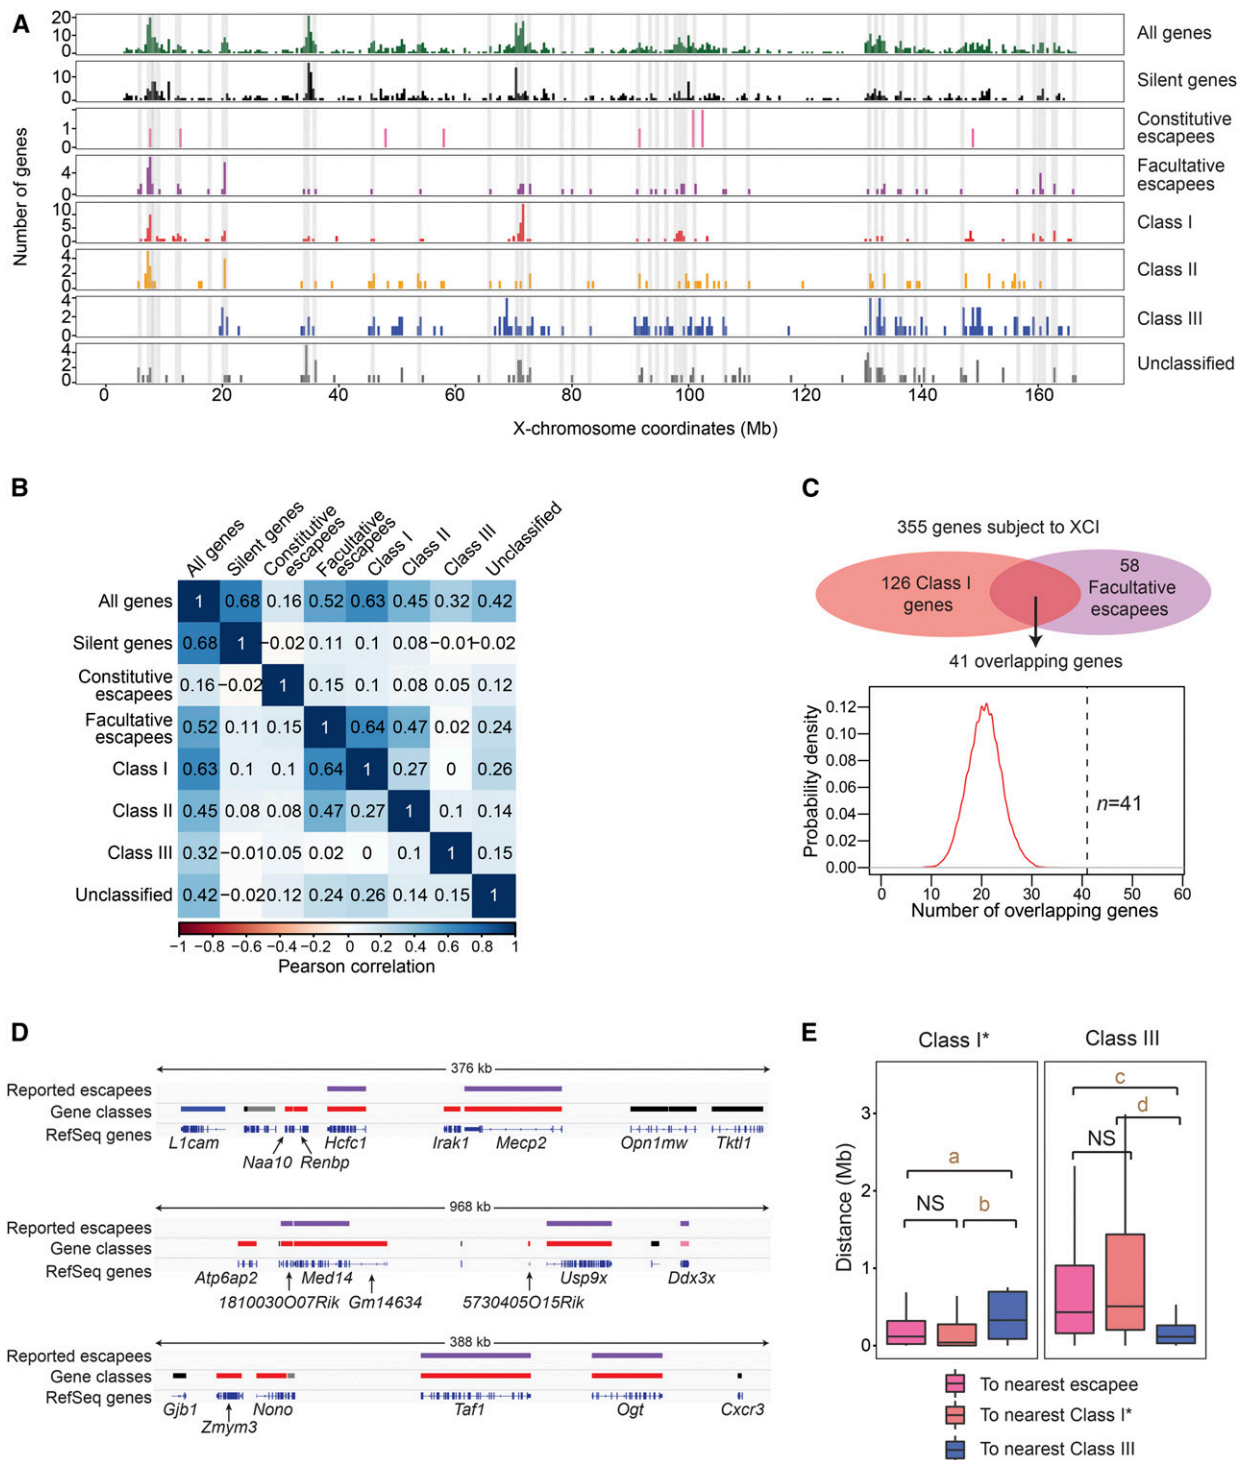 A
Number of genes
20
10
0
All genes
10
0
Silent genes
1
0
Constitutive
escapees
4
0
Facultative
escapees
10
5
0
Class I
4
2
0
Class II
4
2
0
Class III
4
2
0
Unclassified
0 20 40 60 80 100 120 140 160
X-chromosome coordinates (Mb)
B
All genes
Silent genes
Constitutive
escapees
Facultative
escapees
Class I
Class II
Class III
Unclassified
All genes 1 0.68 0.16 0.52 0.63 0.45 0.32 0.42
Silent genes 0.68 1 −0.02 0.11 0.1 0.08 −0.01 −0.02
Constitutive
escapees 0.16 −0.02 1 0.15 0.1 0.08 0.05 0.12
Facultative
escapees 0.52 0.11 0.15 1 0.64 0.47 0.02 0.24
Class I 0.63 0.1 0.1 0.64 1 0.27 0 0.26
Class II 0.45 0.08 0.08 0.47 0.27 1 0.1 0.14
Class III 0.32 −0.01 0.05 0.02 0 0.1 1 0.15
Unclassified 0.42 −0.02 0.12 0.24 0.26 0.14 0.15 1
−1 −0.8 −0.6 −0.4 −0.2 0 0.2 0.4 0.6 0.8 1
Pearson correlation
C
355 genes subject to XCI
126 Class I
genes
58
Facultative
escapees
41 overlapping genes
Probability density
0.12
0.10
0.08
0.06
0.04
0.02
0.00
n=41
0 10 20 30 40 50 60
Number of overlapping genes
D
376 kb
Reported escapees
Gene classes
RefSeq genes
L1cam Hcfc1 Irak1 Mecp2 Opn1mw Tktl1
Naa10 Renbp
968 kb
Reported escapees
Gene classes
RefSeq genes
Atp6ap2 Med14 Usp9x Ddx3x
1810030O07Rik Gm14634 5730405O15Rik
388 kb
Reported escapees
Gene classes
RefSeq genes
Gjb1 Nono Taf1 Ogt Cxcr3
Zmym3
E
Class I* Class III
Distance (Mb)
3
2
1
0
a
NS
b
c
d
NS
To nearest escapee
To nearest Class I*
To nearest Class III